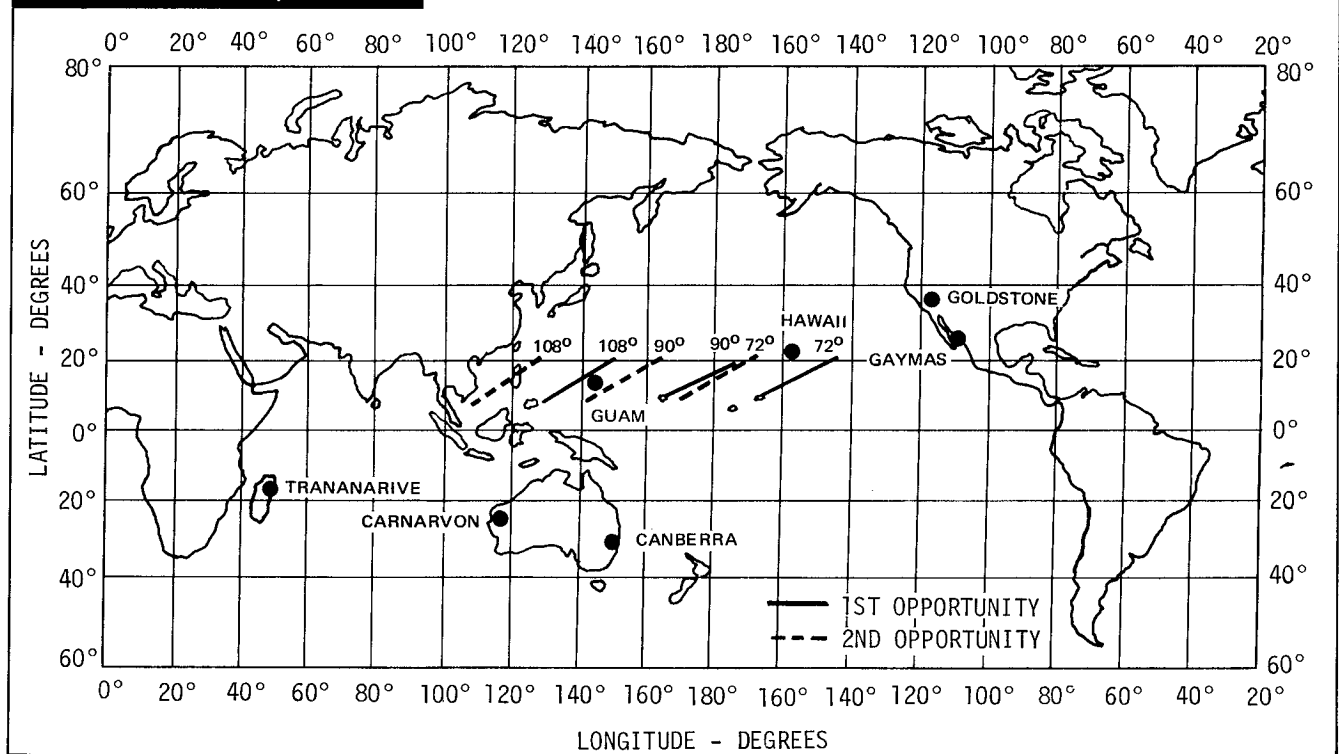 0° 20° 40° 60° 80° 100° 120° 140° 160° 180° 160° 140° 120° 100° 80° 60° 40° 20°
80° 80°
60° 60°
40° 40°
GOLDSTONE
HAWAII
108° 108° 90° 90° 72° 72°
20° GAYMAS 20°
GUAM
0° 0°
TRANANARIVE
20° 20°
CARNARVON
CANBERRA
40° 40°
1ST OPPORTUNITY
2ND OPPORTUNITY
60° 60°
0° 20° 40° 60° 80° 100° 120° 140° 160° 180° 160° 140° 120° 100° 80° 60° 40° 20°
LATITUDE - DEGREES
LONGITUDE - DEGREES